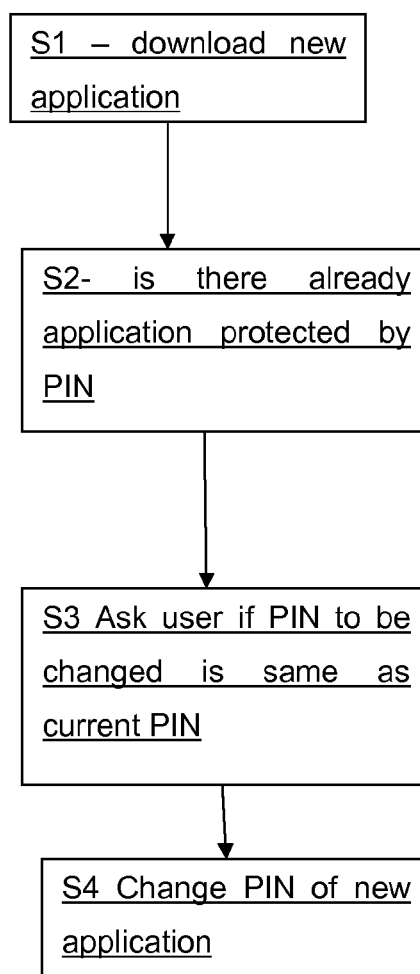 S1 – download new
application
S2- is there already
application protected by
PIN
S3 Ask user if PIN to be
changed is same as
current PIN
S4 Change PIN of new
application